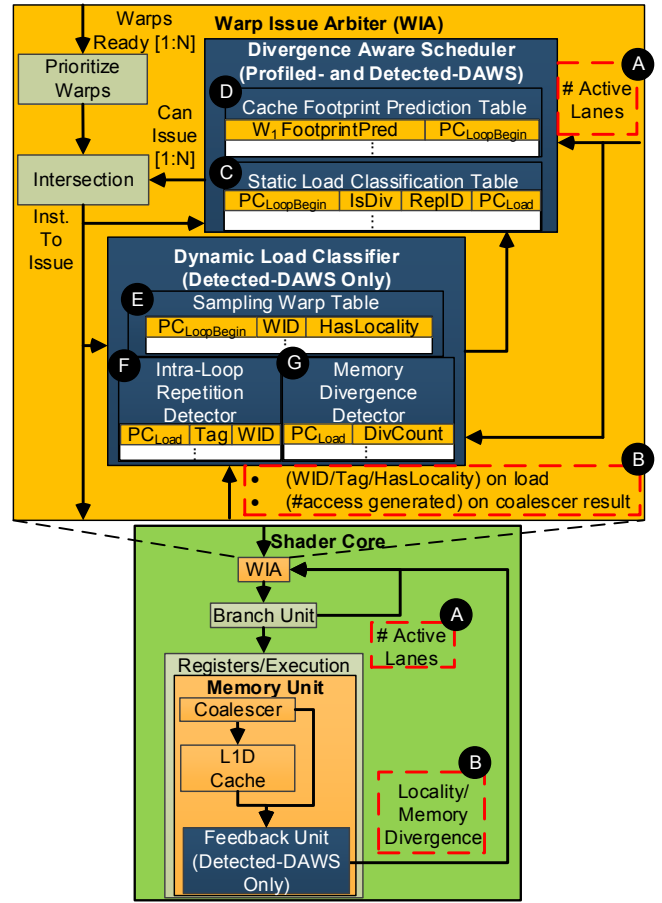 Warps
Ready [1:N]
Warp Issue Arbiter (WIA)
Prioritize
Warps
Can
Issue
[1:N]
Intersection
Inst.
To
Issue
Divergence Aware Scheduler
(Profiled- and Detected-DAWS)
D
Cache Footprint Prediction Table
W1 FootprintPred PCLoopBegin
⋮
C
Static Load Classification Table
PCLoopBegin IsDiv RepID PCLoad
⋮
A
# Active
Lanes
Dynamic Load Classifier
(Detected-DAWS Only)
E
Sampling Warp Table
PCLoopBegin WID HasLocality
⋮
F
Intra-Loop
Repetition
Detector
PCLoad Tag WID
⋮
G
Memory
Divergence
Detector
PCLoad DivCount
⋮
B
• (WID/Tag/HasLocality) on load
• (#access generated) on coalescer result
Shader Core
WIA
Branch Unit
A
# Active
Lanes
Registers/Execution
Memory Unit
Coalescer
L1D
Cache
B
Locality/
Memory
Divergence
Feedback Unit
(Detected-DAWS
Only)